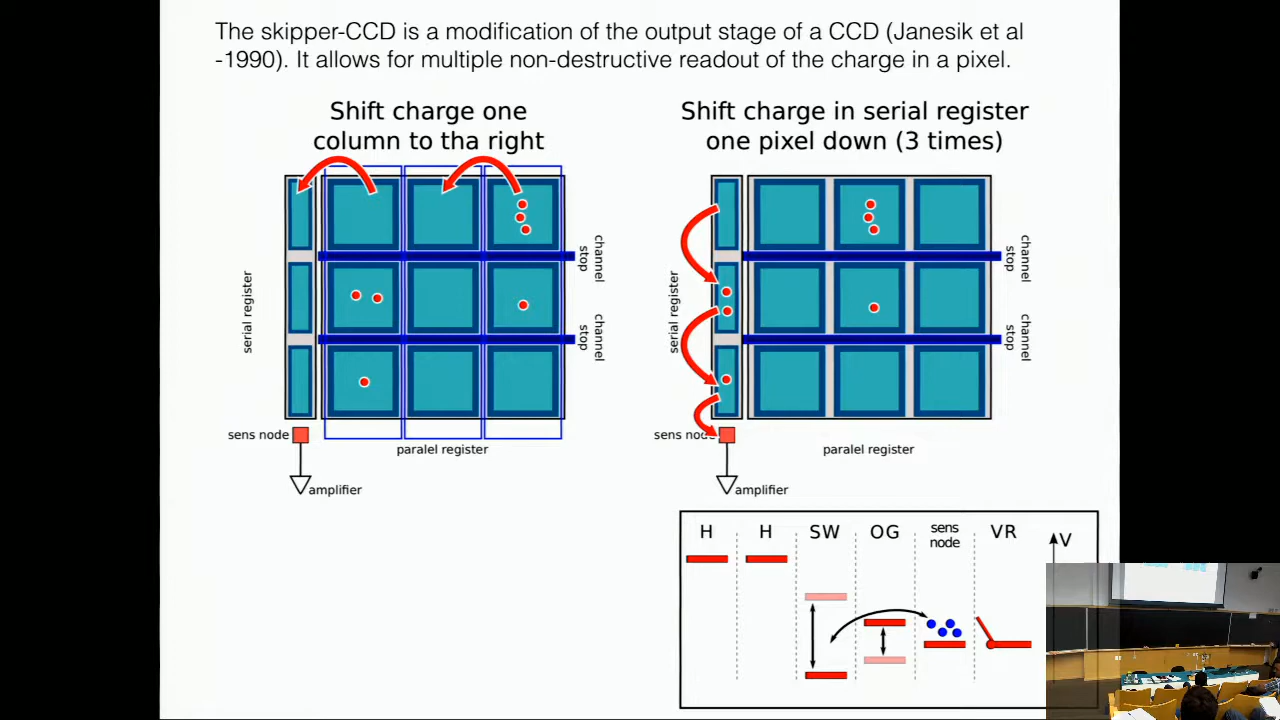 The skipper-CCD is a modification of the output stage of a CCD (Janesik et al
-1990). It allows for multiple non-destructive readout of the charge in a pixel.
Shift charge one
column to tha right
serial register
channel
stop
channel
stop
sens node
paralel register
amplifier
Shift charge in serial register
one pixel down (3 times)
serial register
channel
stop
channel
stop
sens node
paralel register
amplifier
H H SW OG sens node VR V